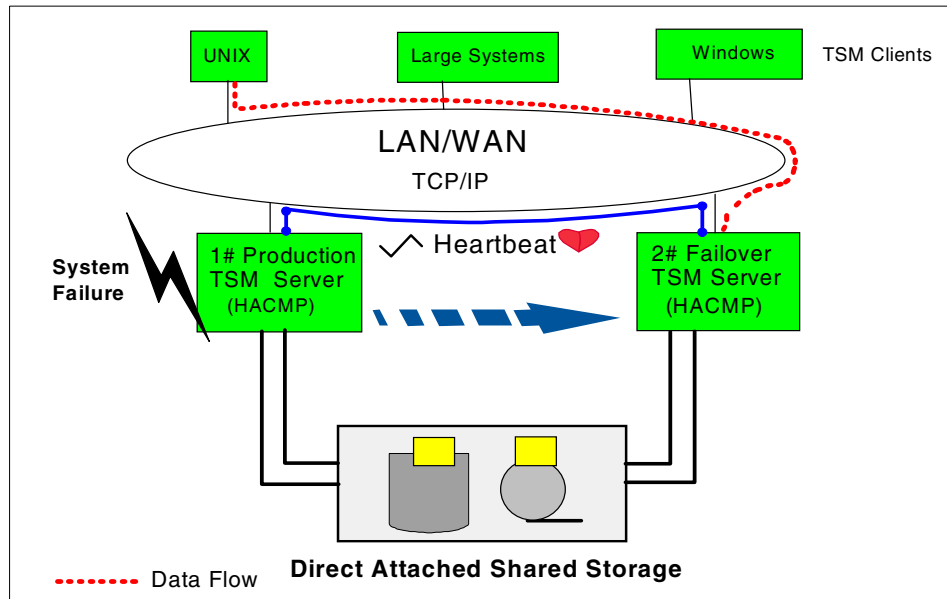 UNIX
Large Systems
Windows
TSM Clients
LAN/WAN
TCP/IP
Heartbeat
System
Failure
1# Production
TSM Server
(HACMP)
2# Failover
TSM Server
(HACMP)
Direct Attached Shared Storage
Data Flow